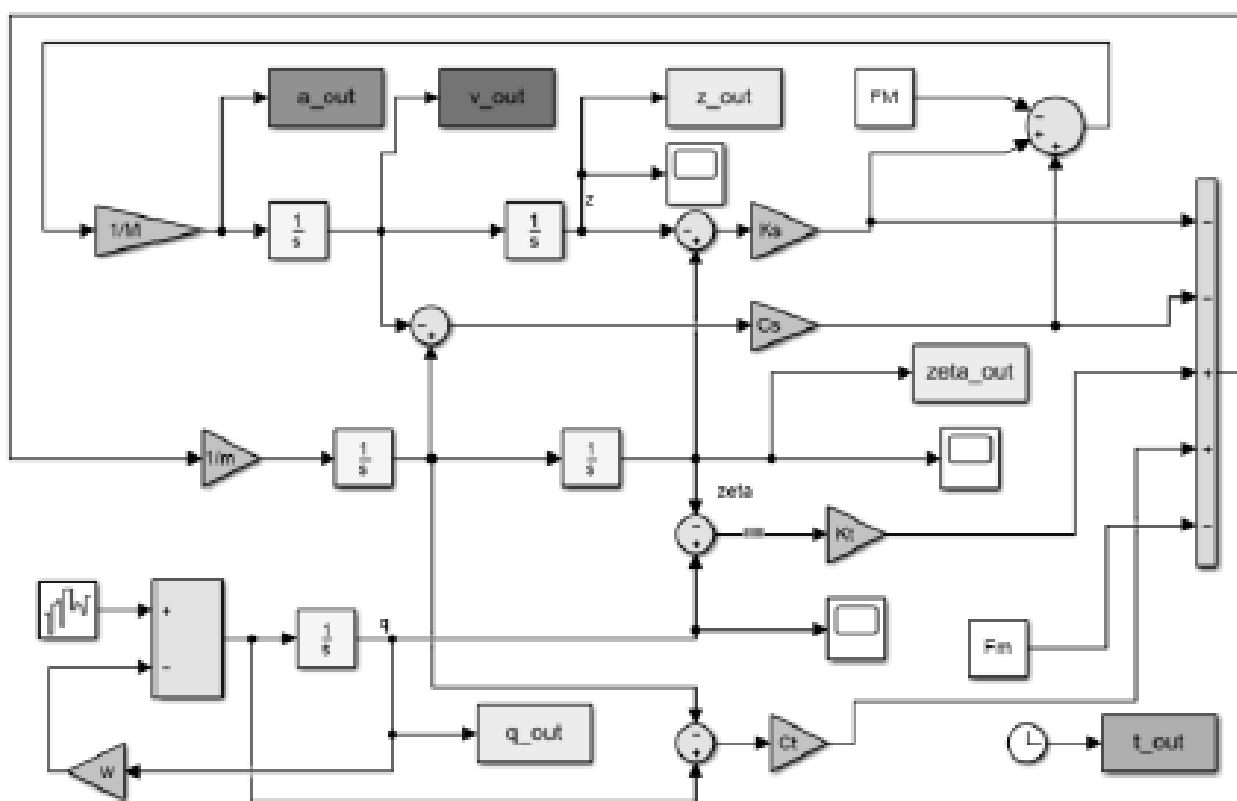 a_out
v_out
z_out
FM
1/M
1
s
1
s
z
Ks
Cs
zeta_out
1/m
1
s
1
s
zeta
Kt
q
1
s
Fm
q_out
Ct
t_out
w